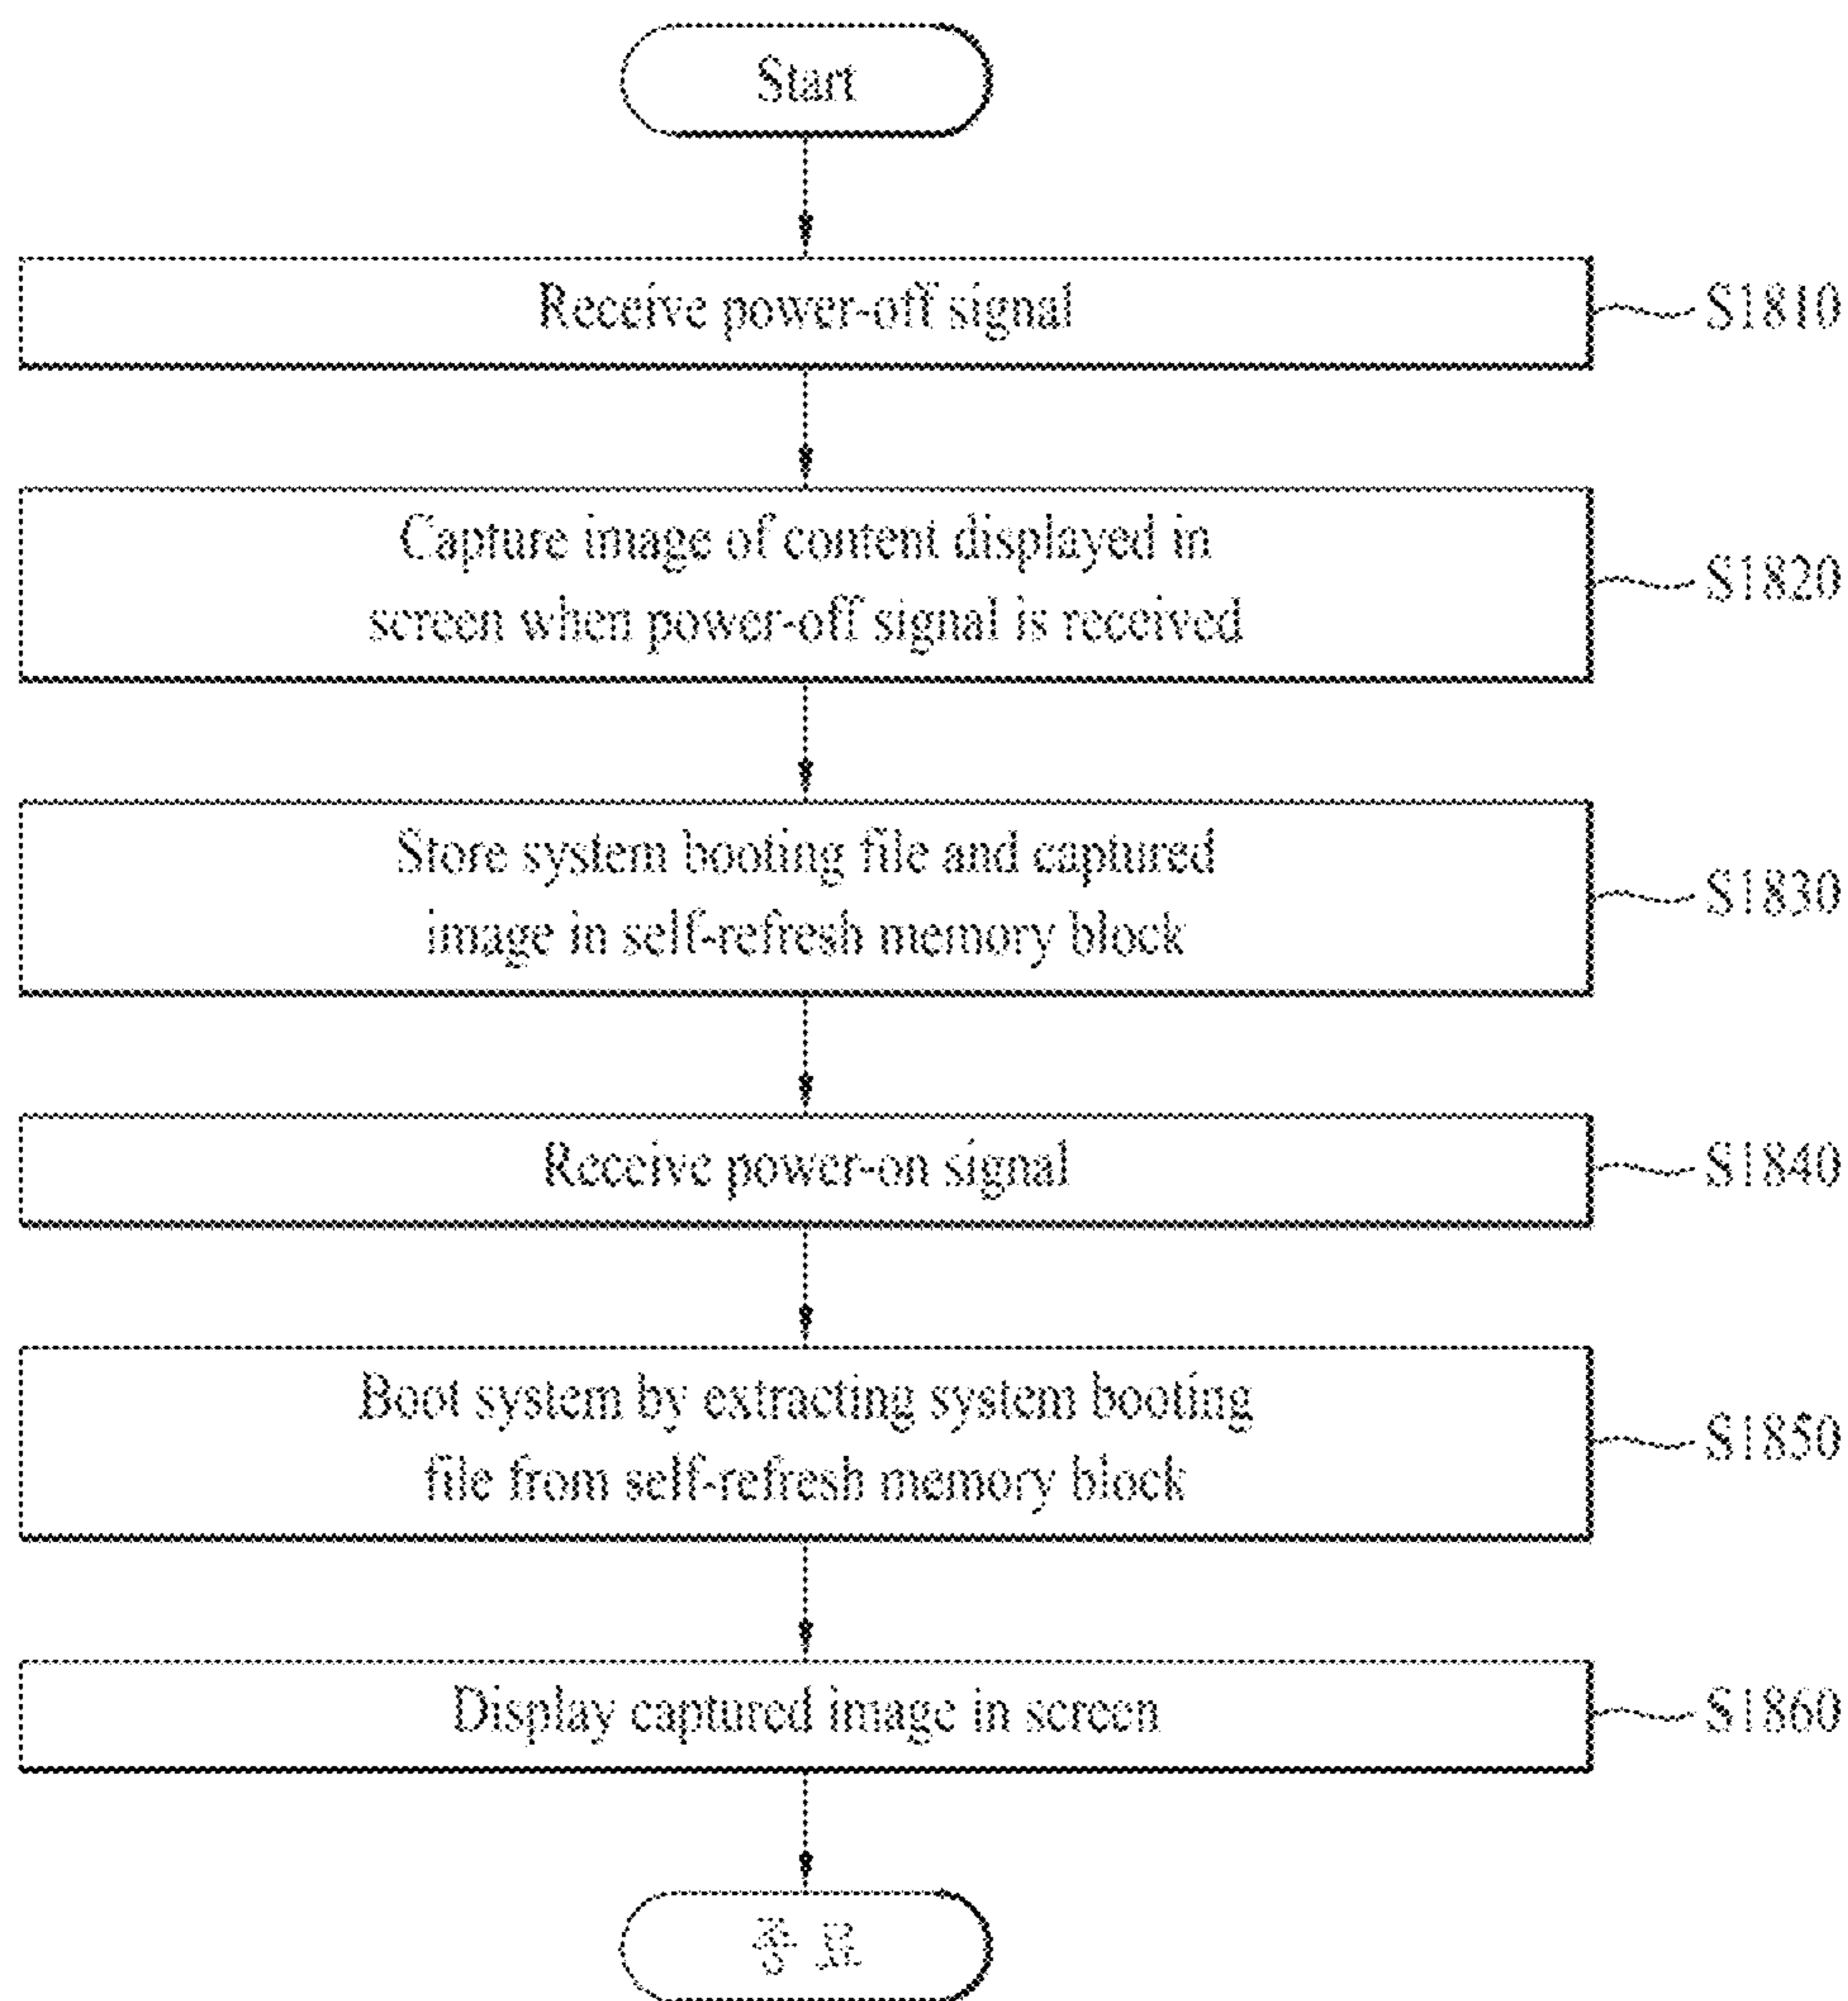 Start
Receive power-off signal
S1810
Capture image of content displayed in
screen when power-off signal is received
S1820
Store system booting file and captured
image in self-refresh memory block
S1830
Receive power-on signal
S1840
Boot system by extracting system booting
file from self-refresh memory block
S1850
Display captured image in screen
S1860
종 료